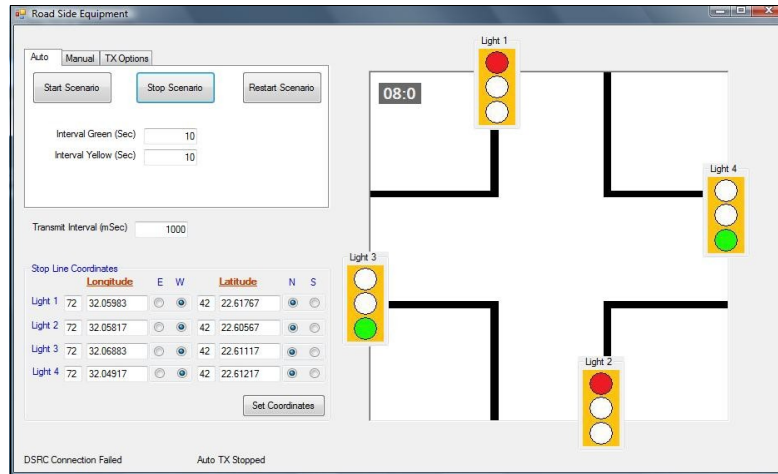 Road Side Equipment
Auto Manual TX Options
Start Scenario Stop Scenario Restart Scenario
Interval Green (Sec) 10
Interval Yellow (Sec) 10
Transmit Interval (mSec) 1000
Stop Line Coordinates
Longitude E W Latitude N S
Light 1 72 32.05983 42 22.61767
Light 2 72 32.05817 42 22.60567
Light 3 72 32.06883 42 22.61117
Light 4 72 32.04917 42 22.61217
Set Coordinates
DSRC Connection Failed Auto TX Stopped
Light 1
08:0
Light 4
Light 3
Light 2